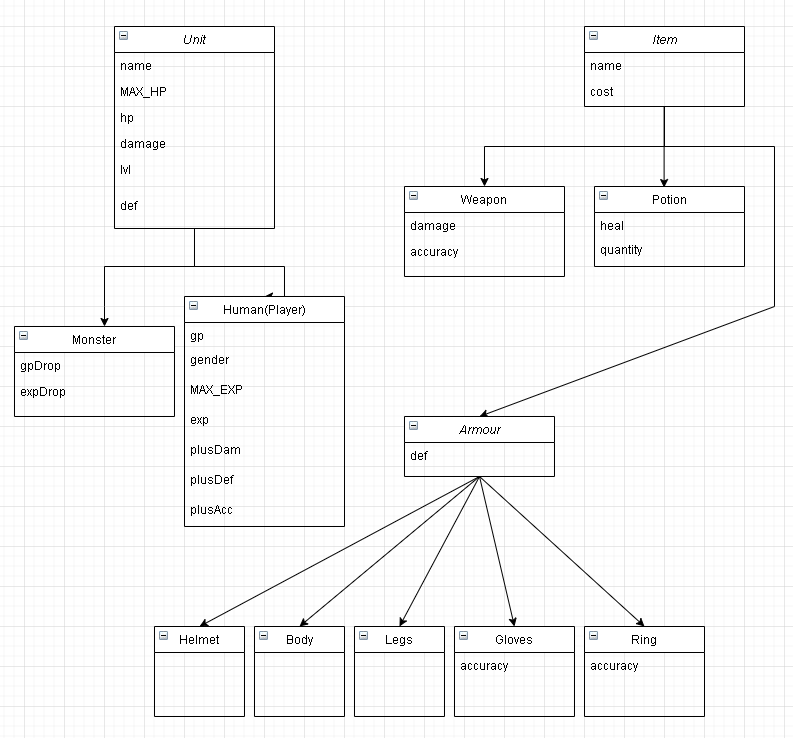 Unit
name
MAX_HP
hp
damage
lvl
def
Item
name
cost
Weapon
damage
accuracy
Potion
heal
quantity
Monster
gpDrop
expDrop
Human(Player)
gp
gender
MAX_EXP
exp
plusDam
plusDef
plusAcc
Armour
def
Helmet
Body
Legs
Gloves
accuracy
Ring
accuracy